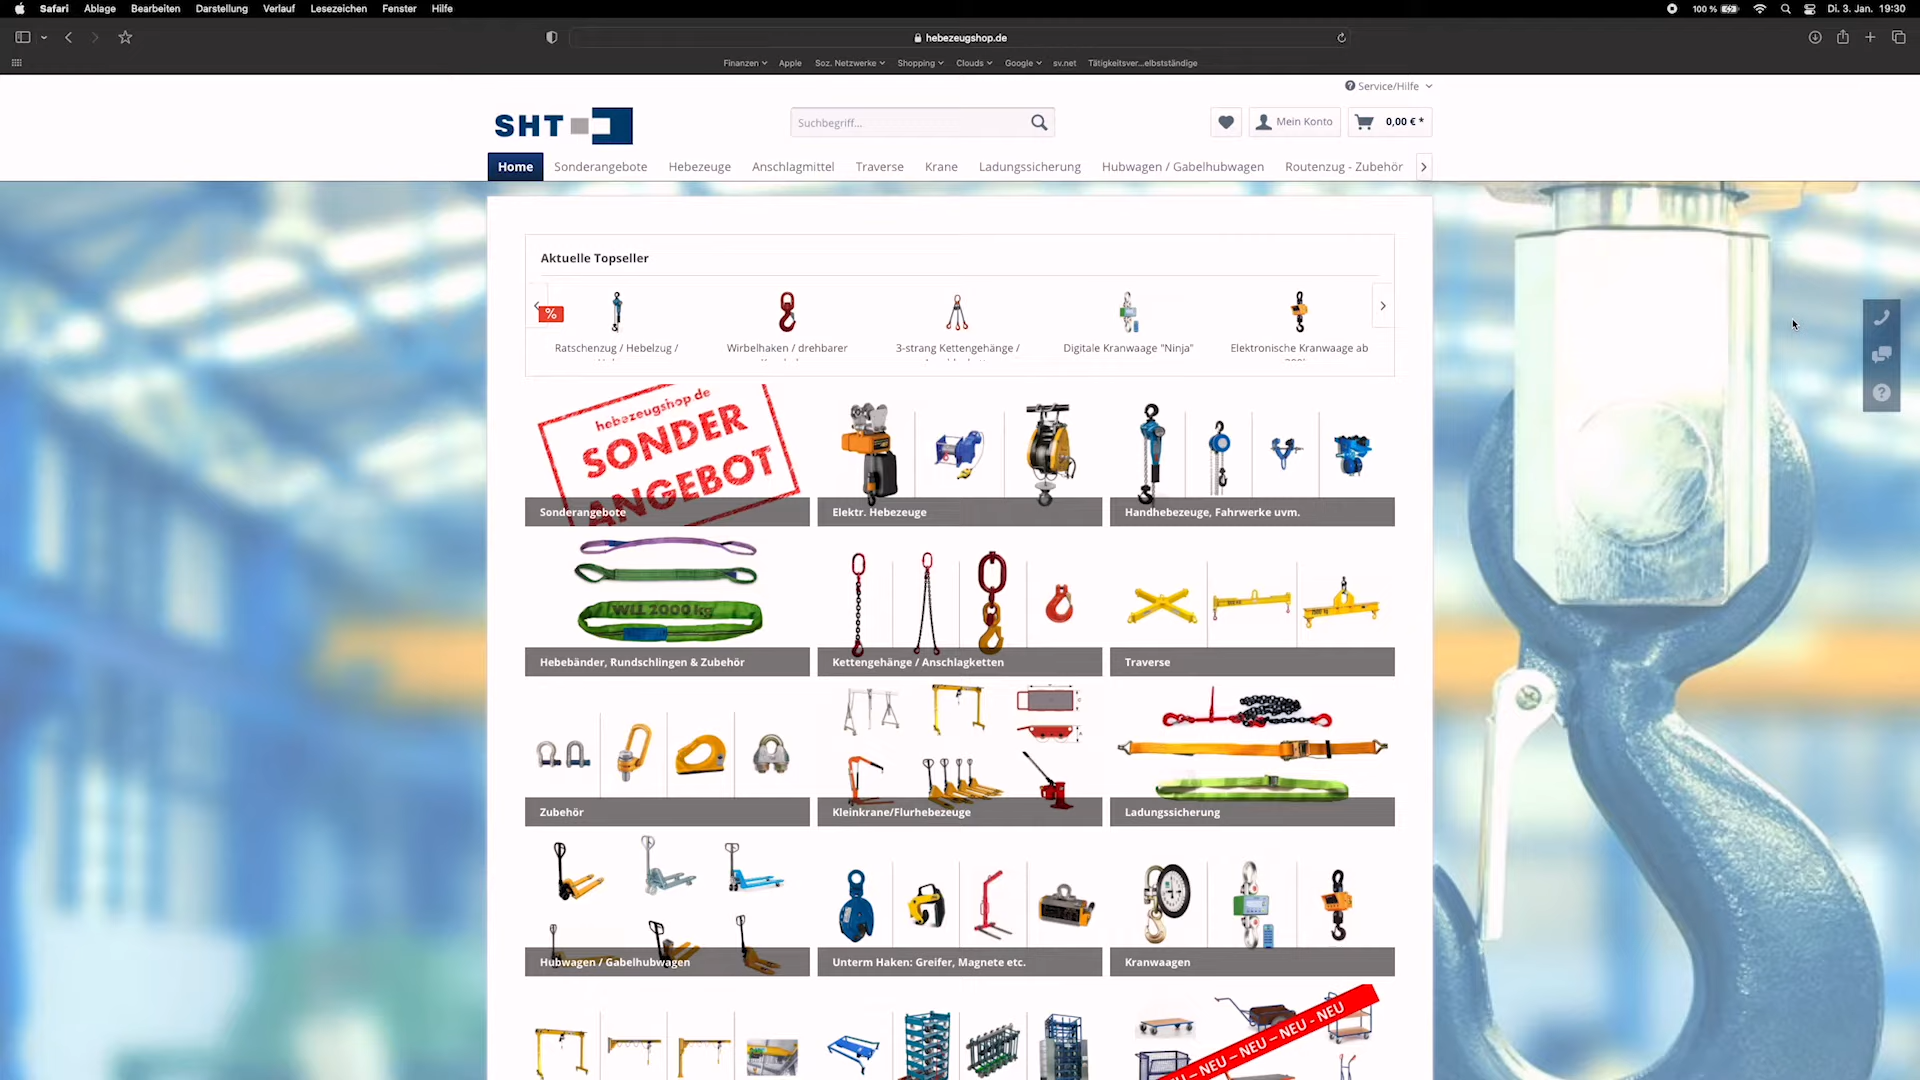 Safari Ablage Bearbeiten Darstellung Verlauf Lesezeichen Fenster Hilfe 100 % Di. 3. Jan. 19:30
hebezeugshop.de
Finanzen Apple Soz. Netzwerke Shopping Clouds Google sv.net Tätigkeitsver...elbstständige
Service/Hilfe
SHT
Suchbegriff...
Mein Konto
0,00 € *
Home Sonderangebote Hebezeuge Anschlagmittel Traverse Krane Ladungssicherung Hubwagen / Gabelhubwagen Routenzug - Zubehör
Aktuelle Topseller
%
Ratschenzug / Hebelzug / Wirbelhaken / drehbarer 3-strang Kettengehänge / Digitale Kranwaage "Ninja" Elektronische Kranwaage ab
hebezeugshop.de
SONDER
ANGEBOT
Sonderangebote
Elektr. Hebezeuge
Handhebezeuge, Fahrwerke uvm.
WLL 2000 kg
Hebebänder, Rundschlingen & Zubehör
Kettengehänge / Anschlagketten
Traverse
Zubehör
Kleinkrane/Flurhebezeuge
Ladungssicherung
Hubwagen / Gabelhubwagen
Unterm Haken: Greifer, Magnete etc.
Kranwaagen
NEU – NEU – NEU - NEU